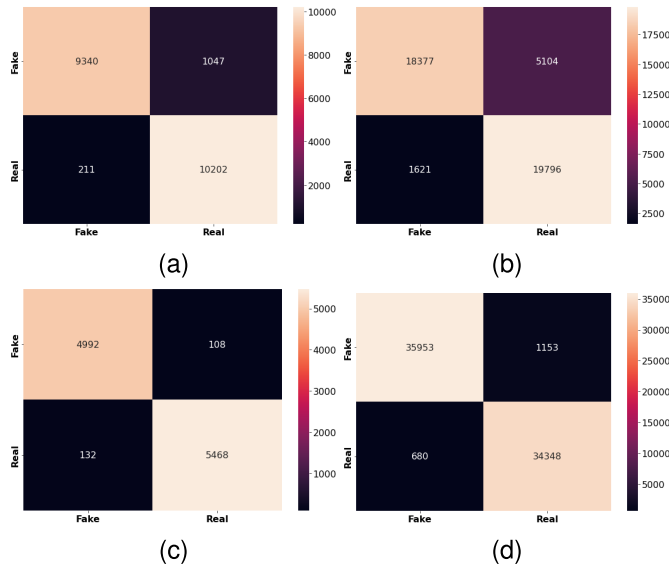 Fake
9340
1047
Real
211
10202
Fake
Real
10000
8000
6000
4000
2000
(a)
Fake
18377
5104
Real
1621
19796
Fake
Real
17500
15000
12500
10000
7500
5000
2500
(b)
Fake
4992
108
Real
132
5468
Fake
Real
5000
4000
3000
2000
1000
(c)
Fake
35953
1153
Real
680
34348
Fake
Real
35000
30000
25000
20000
15000
10000
5000
(d)